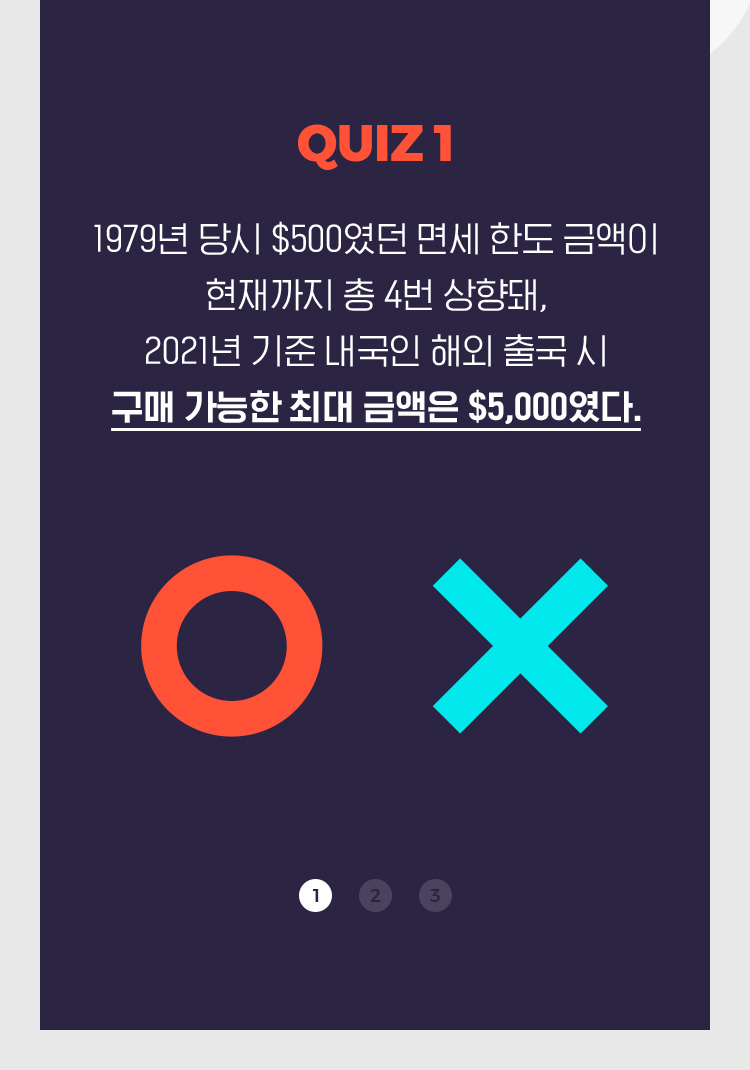 QUIZ 1
1979년 당시 $500였던 면세 한도 금액이
현재까지 총 4번 상향돼,
2021년 기준 내국인 해외 출국 시
구매 가능한 최대 금액은 $5,000였다.
1 2 3